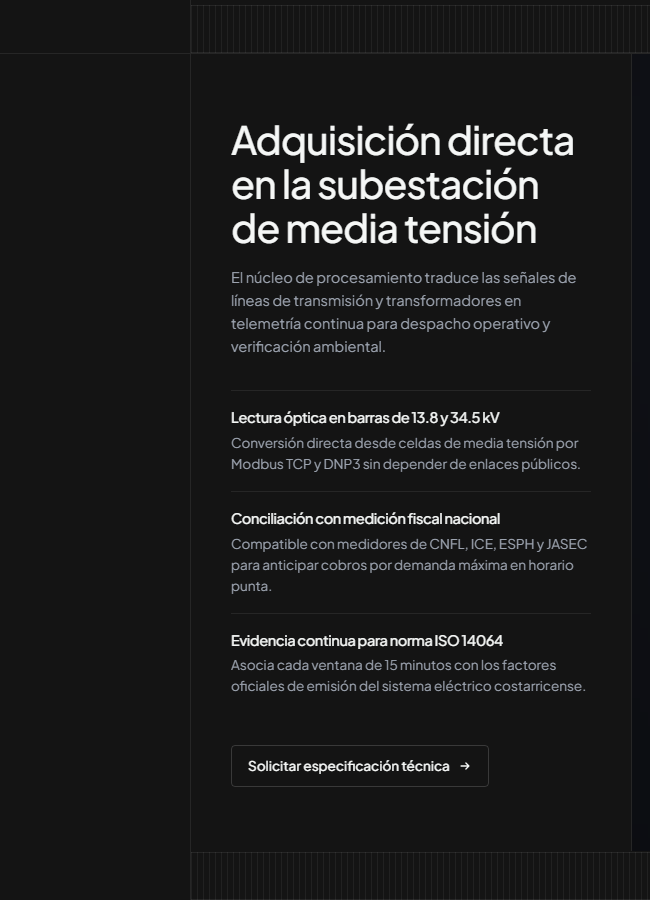 Adquisición directa
en la subestación
de media tensión
El núcleo de procesamiento traduce las señales de
líneas de transmisión y transformadores en
telemetría continua para despacho operativo y
verificación ambiental.
Lectura óptica en barras de 13.8 y 34.5 kV
Conversión directa desde celdas de media tensión por
Modbus TCP y DNP3 sin depender de enlaces públicos.
Conciliación con medición fiscal nacional
Compatible con medidores de CNFL, ICE, ESPH y JASEC
para anticipar cobros por demanda máxima en horario
punta.
Evidencia continua para norma ISO 14064
Asocia cada ventana de 15 minutos con los factores
oficiales de emisión del sistema eléctrico costarricense.
Solicitar especificación técnica →